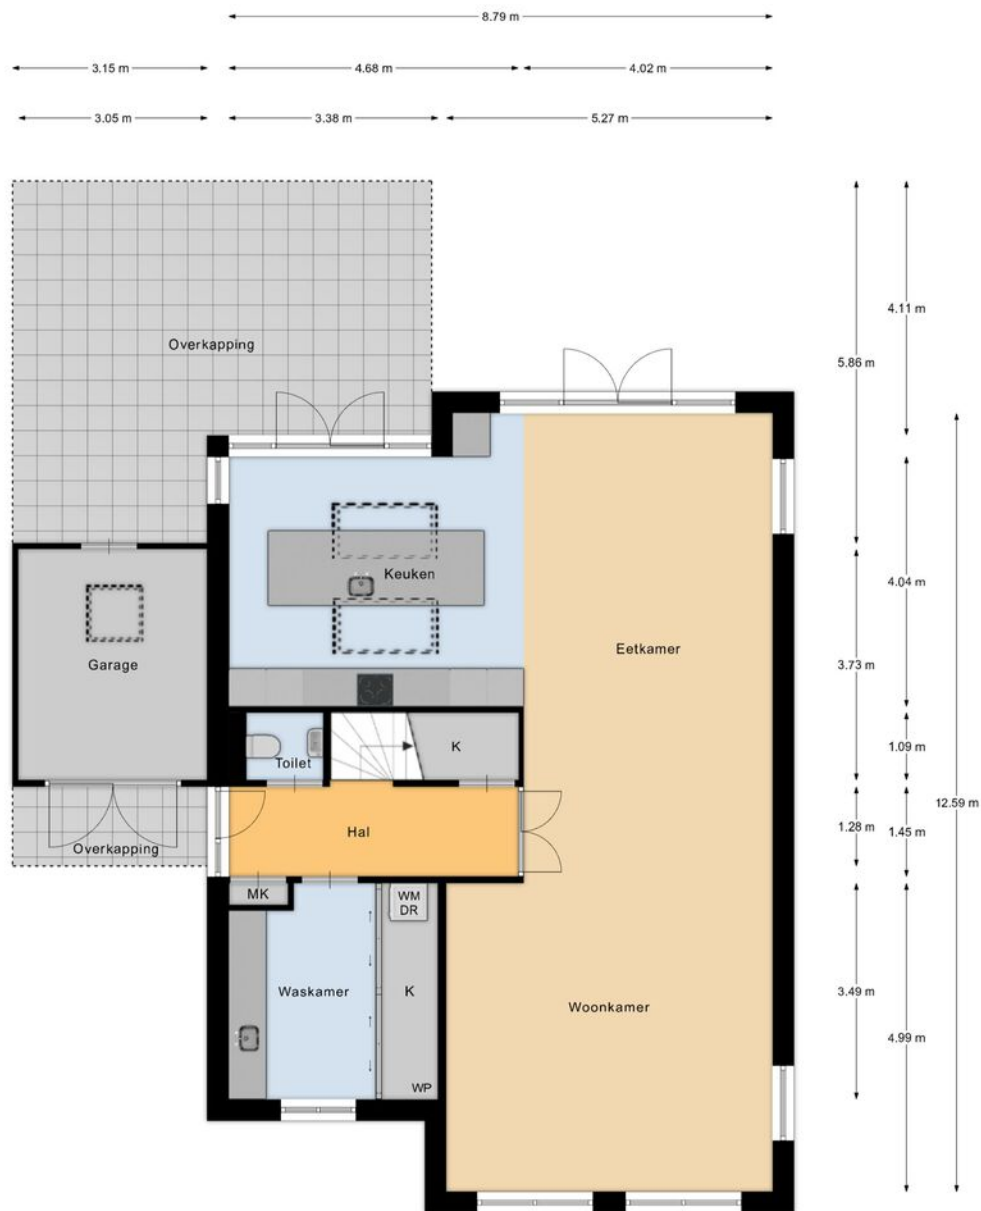 8.79 m
3.15 m
4.68 m
4.02 m
3.05 m
3.38 m
5.27 m
4.11 m
Overkapping
5.86 m
4.04 m
Keuken
Eetkamer
Garage
3.73 m
K
1.09 m
Toilet
12.59 m
Hal
1.28 m
1.45 m
Overkapping
MK
WM
DR
Waskamer
K
3.49 m
Woonkamer
4.99 m
WP